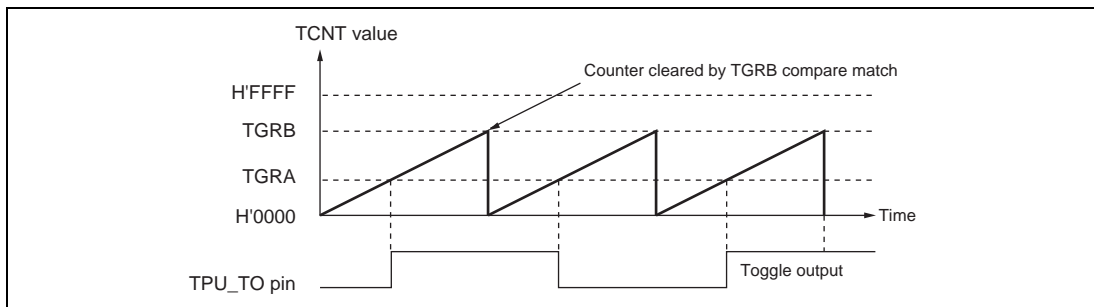 TCNT value
Counter cleared by TGRB compare match
H'FFFF
TGRB
TGRA
H'0000
Time
TPU_TO pin
Toggle output